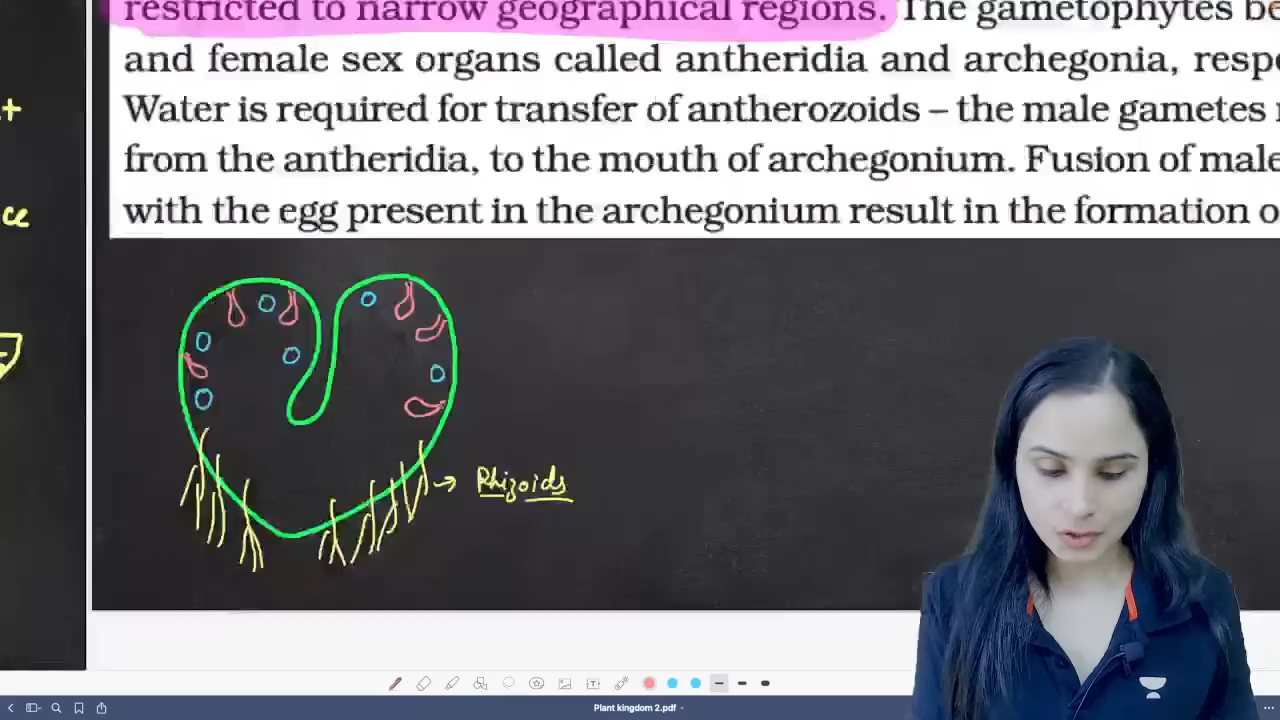 restricted to narrow geographical regions. The gametophytes be
and female sex organs called antheridia and archegonia, respe
Water is required for transfer of antherozoids – the male gametes
from the antheridia, to the mouth of archegonium. Fusion of male
with the egg present in the archegonium result in the formation o
ce
→ Rhizoids
Plant kingdom 2.pdf